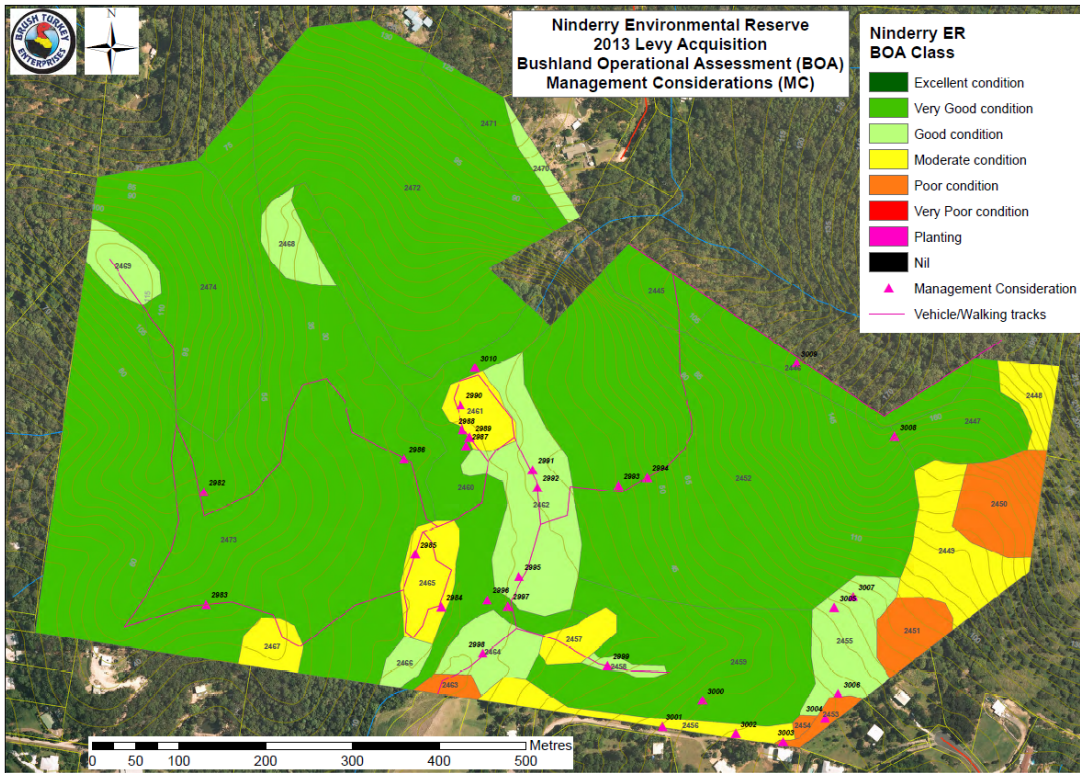 BRUSH TURKEY
ENTERPRISES
N
Ninderry Environmental Reserve
2013 Levy Acquisition
Bushland Operational Assessment (BOA)
Management Considerations (MC)
Ninderry ER
BOA Class
Excellent condition
Very Good condition
Good condition
Moderate condition
Poor condition
Very Poor condition
Planting
Nil
Management Consideration
Vehicle/Walking tracks
2471
2470
2472
2468
2469
2474
2445
3009
2446
3010
2990
2461
2988
2989
2987
2986
2460
2991
2992
2462
2993
2994
2452
3008
2447
2448
2450
2449
2982
2473
2985
2465
2984
2983
2467
2466
2995
2996
2997
2998
2464
2463
2457
2999
2458
2459
3000
3001
2456
3002
3003
3007
3005
2455
2451
3006
3004
2453
2454
Metres
0 50 100 200 300 400 500